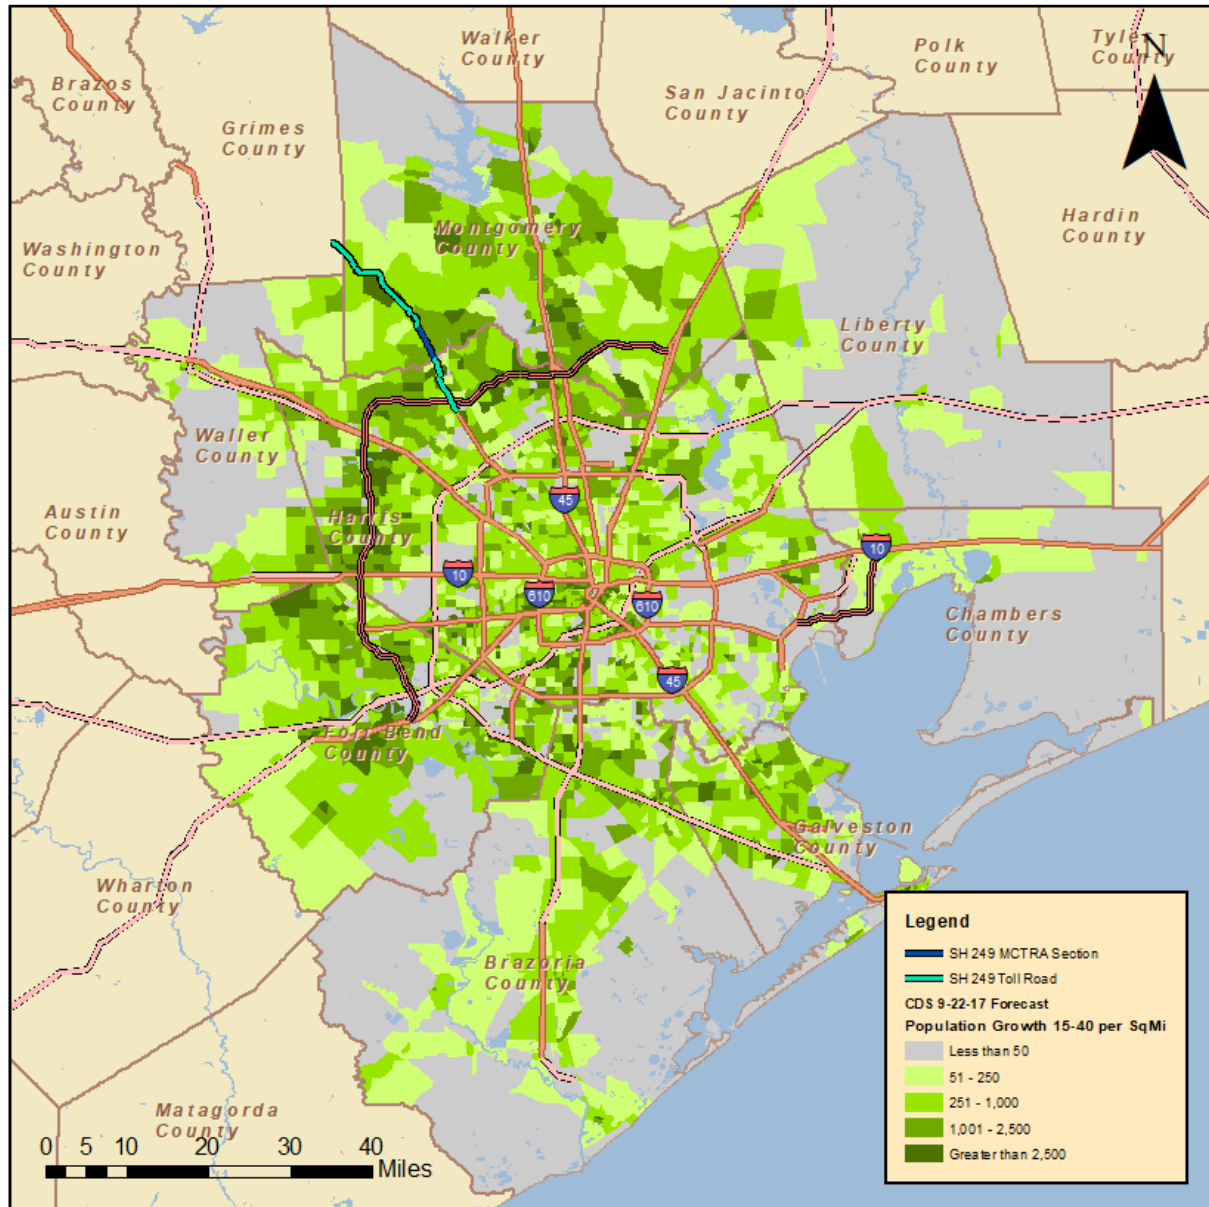 Walker
County
Polk
County
Tyler
County
N
Brazos
County
San Jacinto
County
Grimes
County
Hardin
County
Washington
County
Montgomery
County
Liberty
County
Waller
County
Austin
County
Harris
County
45
10
10
610
610
Chambers
County
45
Fort Bend
County
Galveston
County
Wharton
County
Brazoria
County
Matagorda
County
0 5 10 20 30 40
Miles
Legend
SH 249 MCTRA Section
SH 249 Toll Road
CDS 9-22-17 Forecast
Population Growth 15-40 per SqMi
Less than 50
51 - 250
251 - 1,000
1,001 - 2,500
Greater than 2,500